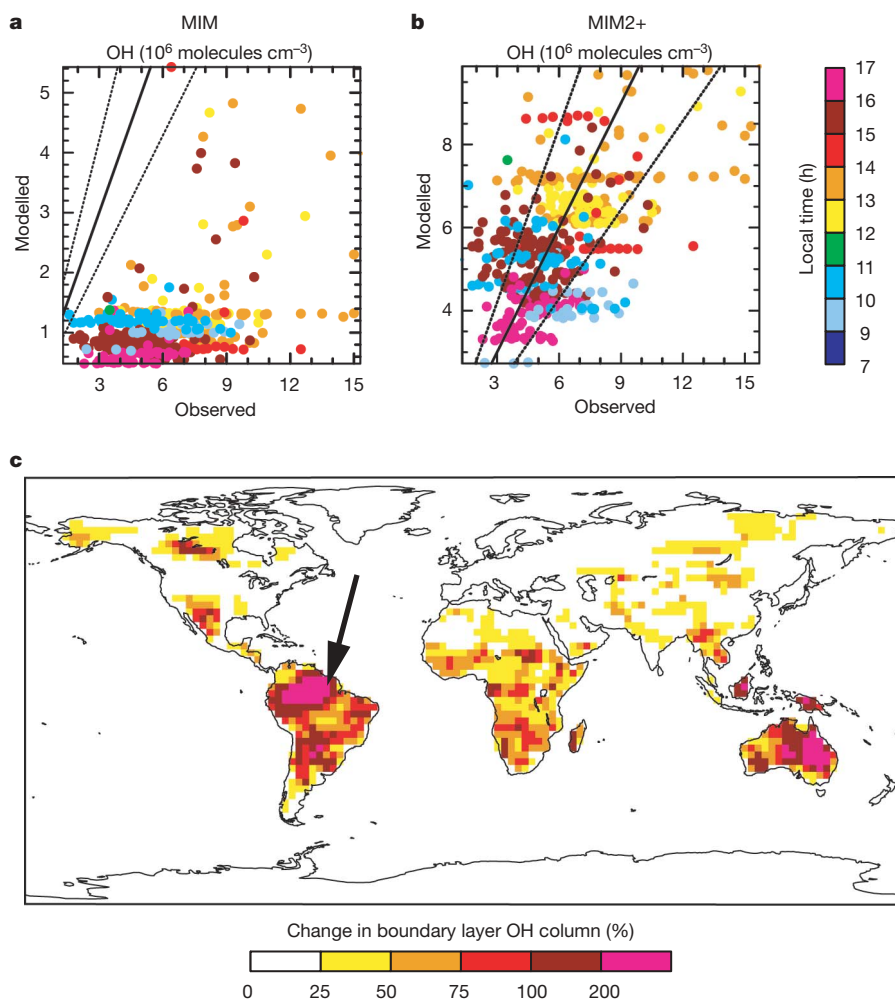 a
MIM
OH (10⁶ molecules cm⁻³)
5
4
3
2
1
Modelled
3 6 9 12 15
Observed
b
MIM2+
OH (10⁶ molecules cm⁻³)
8
6
4
Modelled
3 6 9 12 15
Observed
17
16
15
14
13
12
11
10
9
7
Local time (h)
c
Change in boundary layer OH column (%)
0 25 50 75 100 200